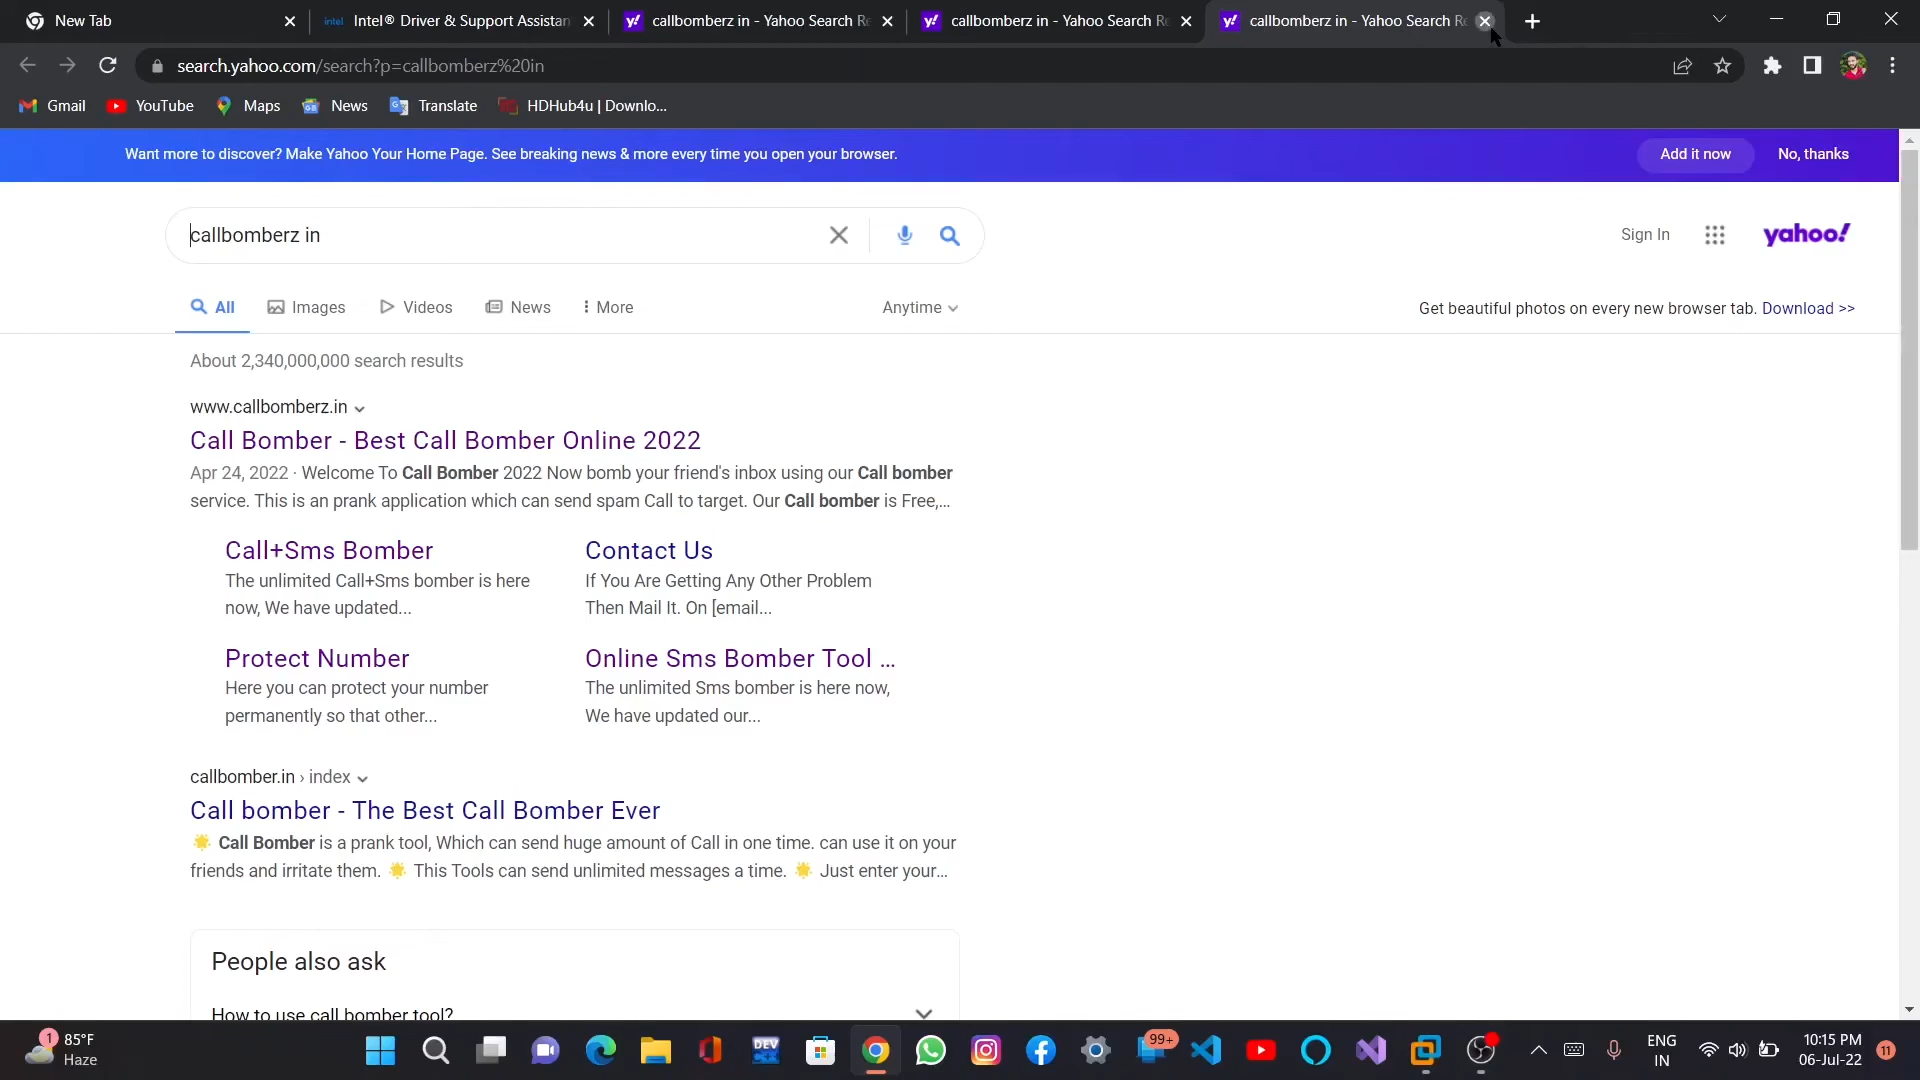 New Tab
intel Intel® Driver & Support Assistan
callbomberz in - Yahoo Search Re
callbomberz in - Yahoo Search Re
callbomberz in - Yahoo Search Re
search.yahoo.com/search?p=callbomberz%20in
Gmail YouTube Maps News Translate HDHub4u | Downlo...
Want more to discover? Make Yahoo Your Home Page. See breaking news & more every time you open your browser. Add it now No, thanks
callbomberz in
Sign In yahoo!
All Images Videos News More Anytime
Get beautiful photos on every new browser tab. Download >>
About 2,340,000,000 search results
www.callbomberz.in
Call Bomber - Best Call Bomber Online 2022
Apr 24, 2022 · Welcome To Call Bomber 2022 Now bomb your friend's inbox using our Call bomber
service. This is an prank application which can send spam Call to target. Our Call bomber is Free,...
Call+Sms Bomber
The unlimited Call+Sms bomber is here
now, We have updated...
Contact Us
If You Are Getting Any Other Problem
Then Mail It. On [email...
Protect Number
Here you can protect your number
permanently so that other...
Online Sms Bomber Tool ...
The unlimited Sms bomber is here now,
We have updated our...
callbomber.in › index
Call bomber - The Best Call Bomber Ever
🌟 Call Bomber is a prank tool, Which can send huge amount of Call in one time. can use it on your
friends and irritate them. 🌟 This Tools can send unlimited messages a time. 🌟 Just enter your...
People also ask
How to use call bomber tool?
1
85°F
Haze
DEV
99+
ENG
IN
10:15 PM
06-Jul-22
11